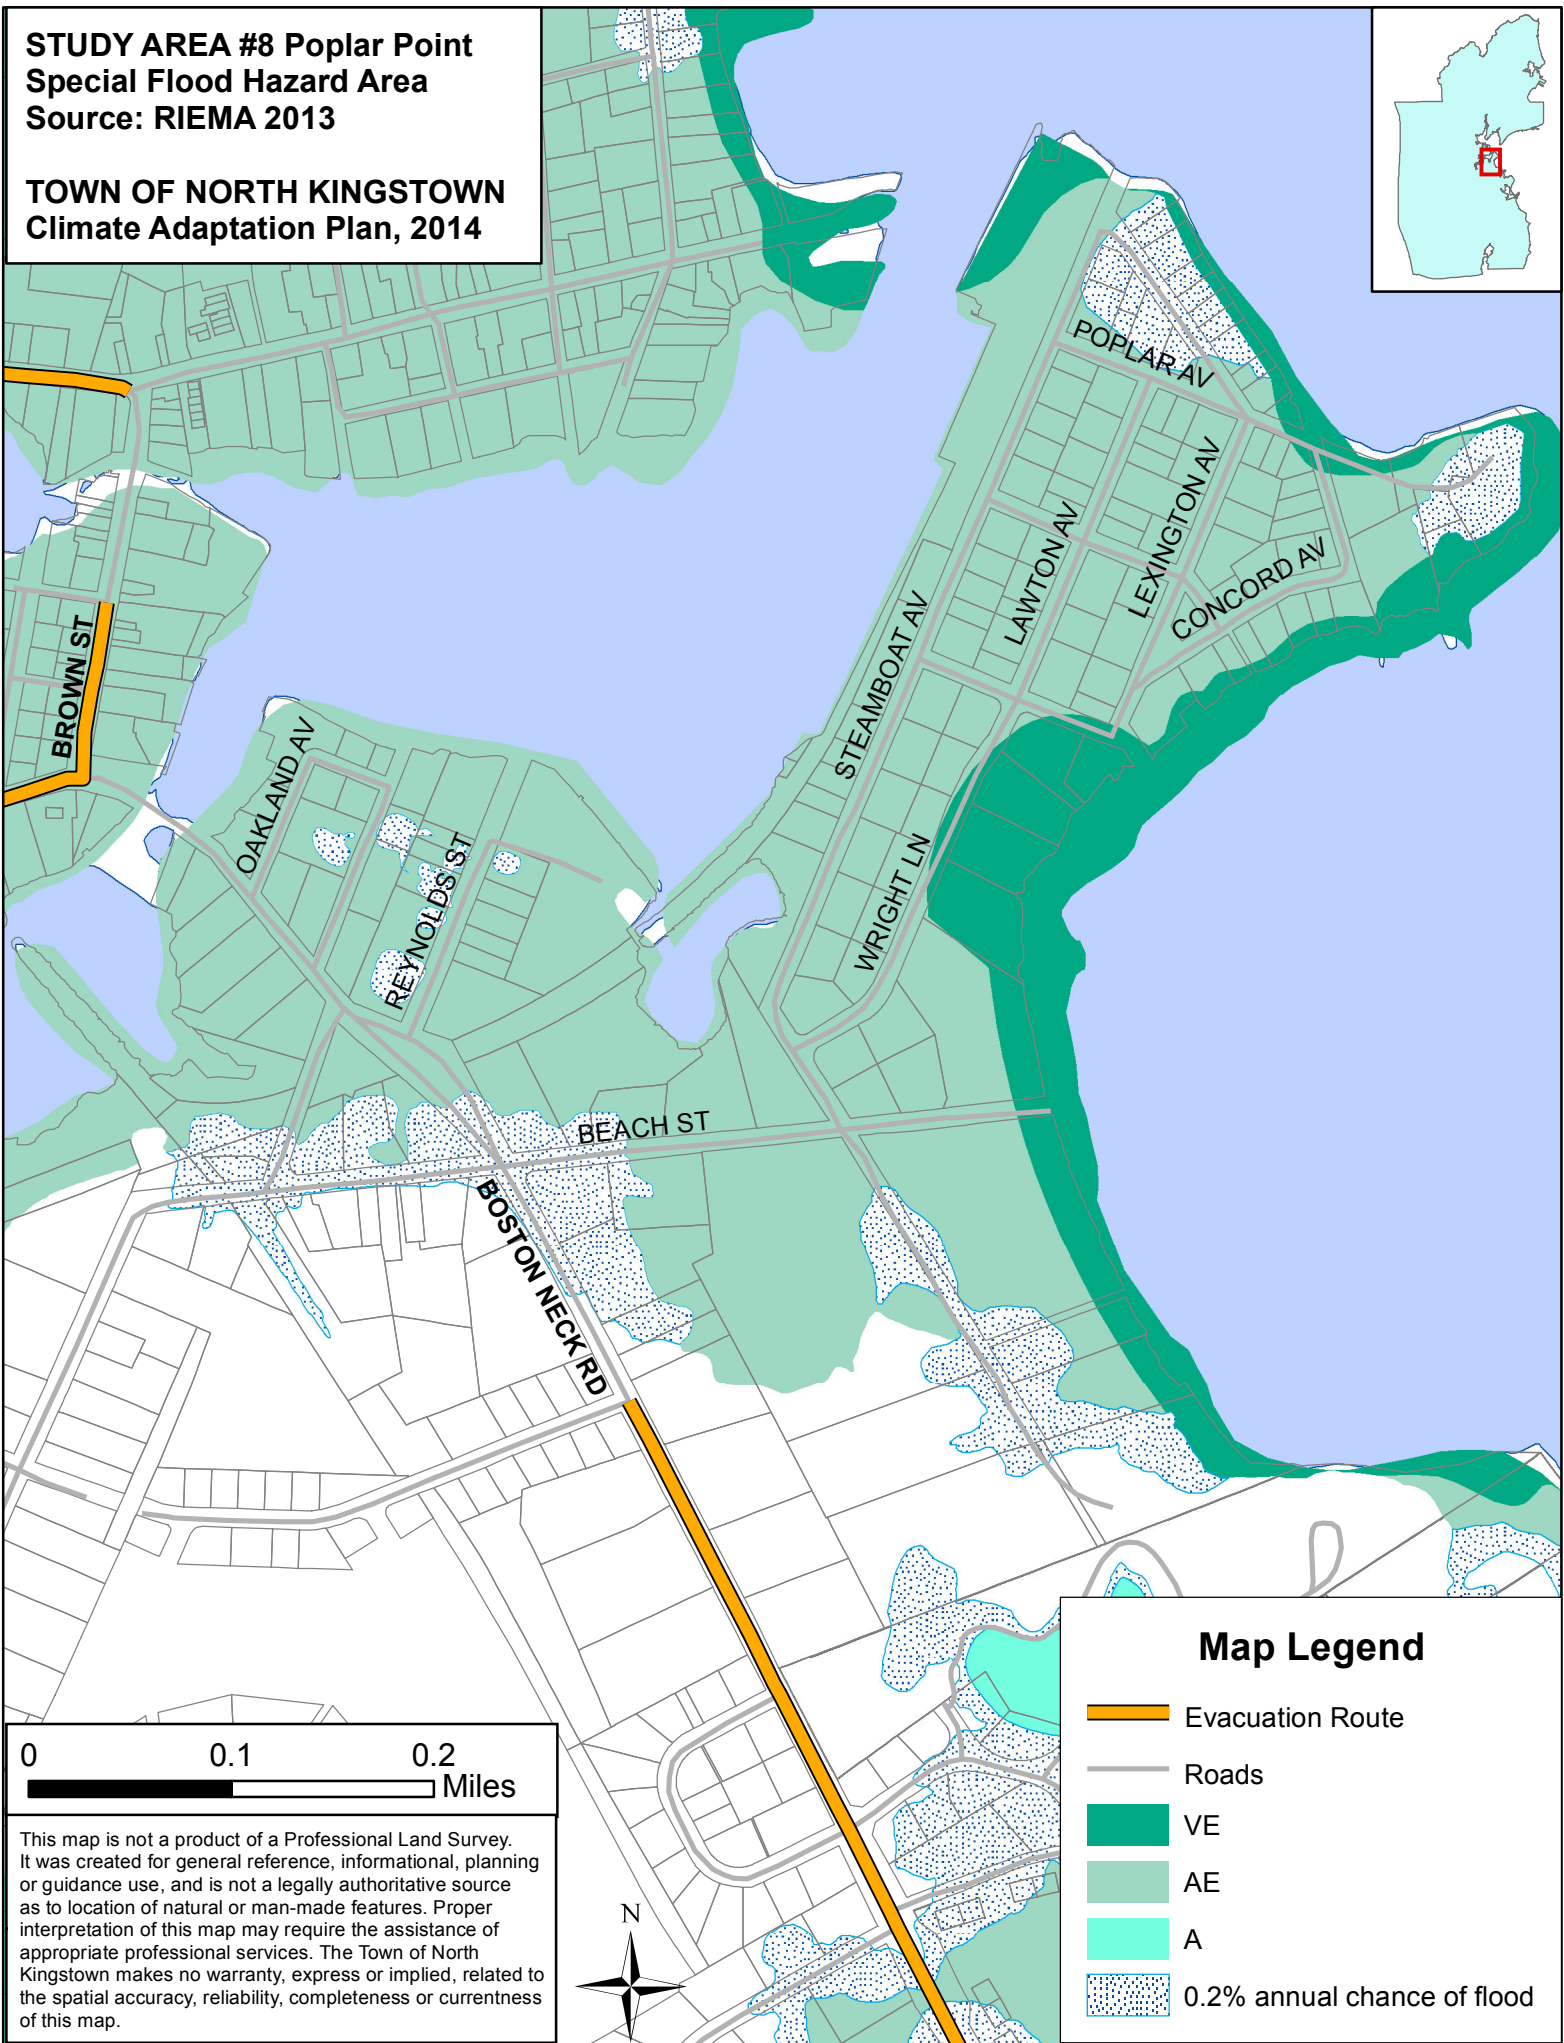 STUDY AREA #8 Poplar Point
Special Flood Hazard Area
Source: RIEMA 2013
TOWN OF NORTH KINGSTOWN
Climate Adaptation Plan, 2014
POPLAR AV
LEXINGTON AV
LAWTON AV
CONCORD AV
STEAMBOAT AV
BROWN ST
OAKLAND AV
REYNOLDS ST
WRIGHT LN
BEACH ST
BOSTON NECK RD
Map Legend
Evacuation Route
Roads
VE
AE
A
0.2% annual chance of flood
0 0.1 0.2
Miles
This map is not a product of a Professional Land Survey.
It was created for general reference, informational, planning
or guidance use, and is not a legally authoritative source
as to location of natural or man-made features. Proper
interpretation of this map may require the assistance of
appropriate professional services. The Town of North
Kingstown makes no warranty, express or implied, related to
the spatial accuracy, reliability, completeness or currentness
of this map.
N